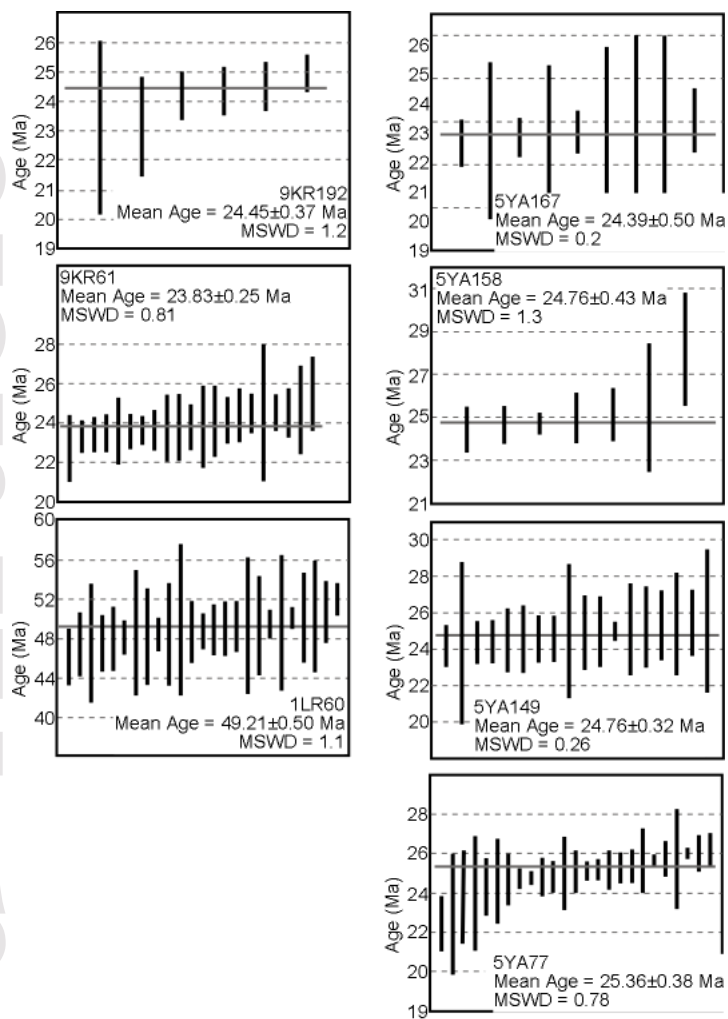 26
25
24
23
22
21
20
19
Age (Ma)
9KR192
Mean Age = 24.45±0.37 Ma
MSWD = 1.2
26
25
24
23
22
21
20
19
Age (Ma)
5YA167
Mean Age = 24.39±0.50 Ma
MSWD = 0.2
9KR61
Mean Age = 23.83±0.25 Ma
MSWD = 0.81
28
26
24
22
20
Age (Ma)
5YA158
Mean Age = 24.76±0.43 Ma
MSWD = 1.3
31
29
27
25
23
21
Age (Ma)
60
56
52
48
44
40
Age (Ma)
1LR60
Mean Age = 49.21±0.50 Ma
MSWD = 1.1
30
28
26
24
22
20
Age (Ma)
5YA149
Mean Age = 24.76±0.32 Ma
MSWD = 0.26
28
26
24
22
20
19
Age (Ma)
5YA77
Mean Age = 25.36±0.38 Ma
MSWD = 0.78